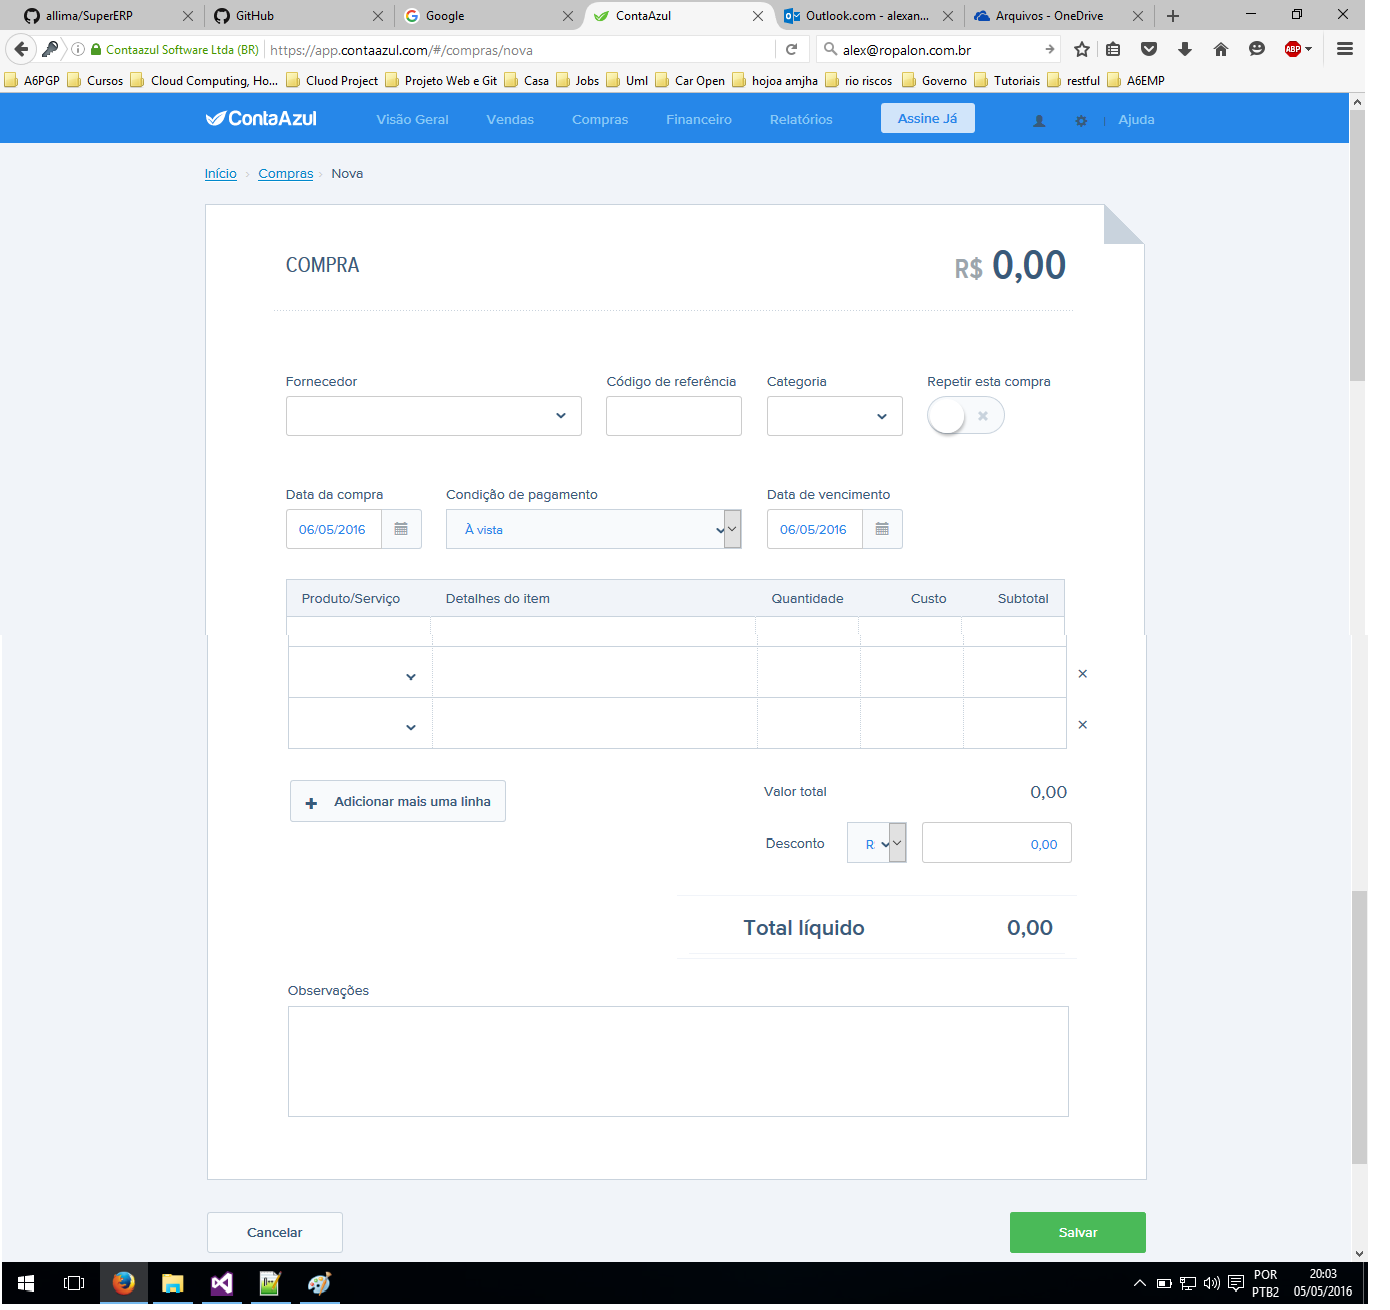 allima/SuperERP
GitHub
Google
ContaAzul
Outlook.com - alexan...
Arquivos - OneDrive
Contaazul Software Ltda (BR)
https://app.contaazul.com/#/compras/nova
alex@ropalon.com.br
ABP
A6PGP
Cursos
Cloud Computing, Ho...
Cluod Project
Projeto Web e Git
Casa
Jobs
Uml
Car Open
hojoa amjha
rio riscos
Governo
Tutoriais
restful
A6EMP
ContaAzul
Visão Geral
Vendas
Compras
Financeiro
Relatórios
Assine Já
Ajuda
Início › Compras › Nova
COMPRA
R$ 0,00
Fornecedor
Código de referência
Categoria
Repetir esta compra
Data da compra
Condição de pagamento
Data de vencimento
06/05/2016
À vista
06/05/2016
Produto/Serviço
Detalhes do item
Quantidade
Custo
Subtotal
Adicionar mais uma linha
Valor total
0,00
Desconto
R
0,00
Total líquido
0,00
Observações
Cancelar
Salvar
POR
PTB2
20:03
05/05/2016